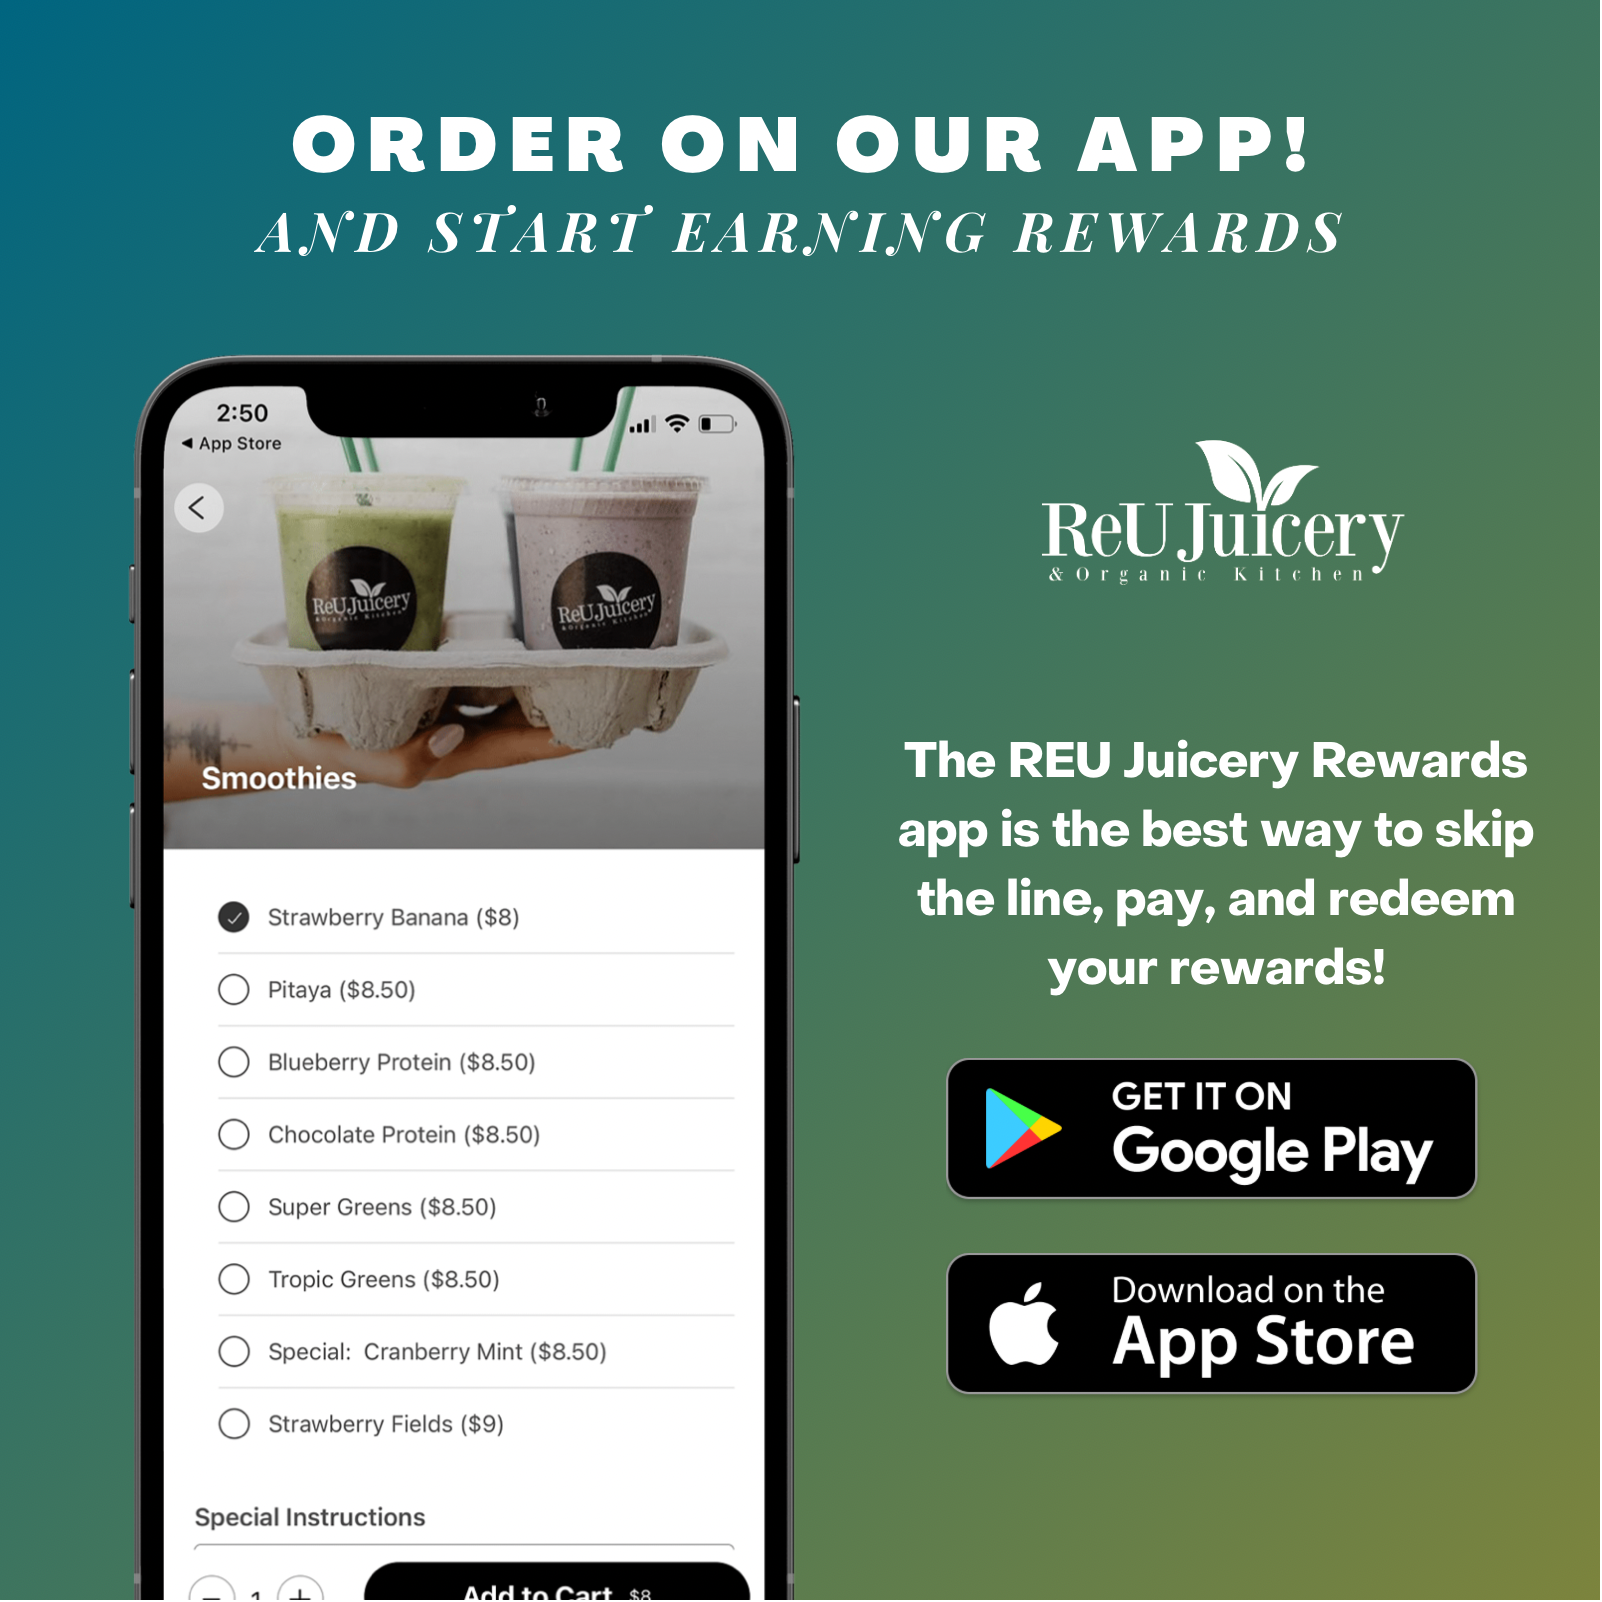 ORDER ON OUR APP!
AND START EARNING REWARDS
2:50
◀ App Store
ReU Juicery
& Organic Kitchen
ReU Juicery
& Organic Kitchen
Smoothies
Strawberry Banana ($8)
Pitaya ($8.50)
Blueberry Protein ($8.50)
Chocolate Protein ($8.50)
Super Greens ($8.50)
Tropic Greens ($8.50)
Special:  Cranberry Mint ($8.50)
Strawberry Fields ($9)
Special Instructions
1
Add to Cart $8
ReU Juicery
& Organic Kitchen
The REU Juicery Rewards
app is the best way to skip
the line, pay, and redeem
your rewards!
GET IT ON
Google Play
Download on the
App Store